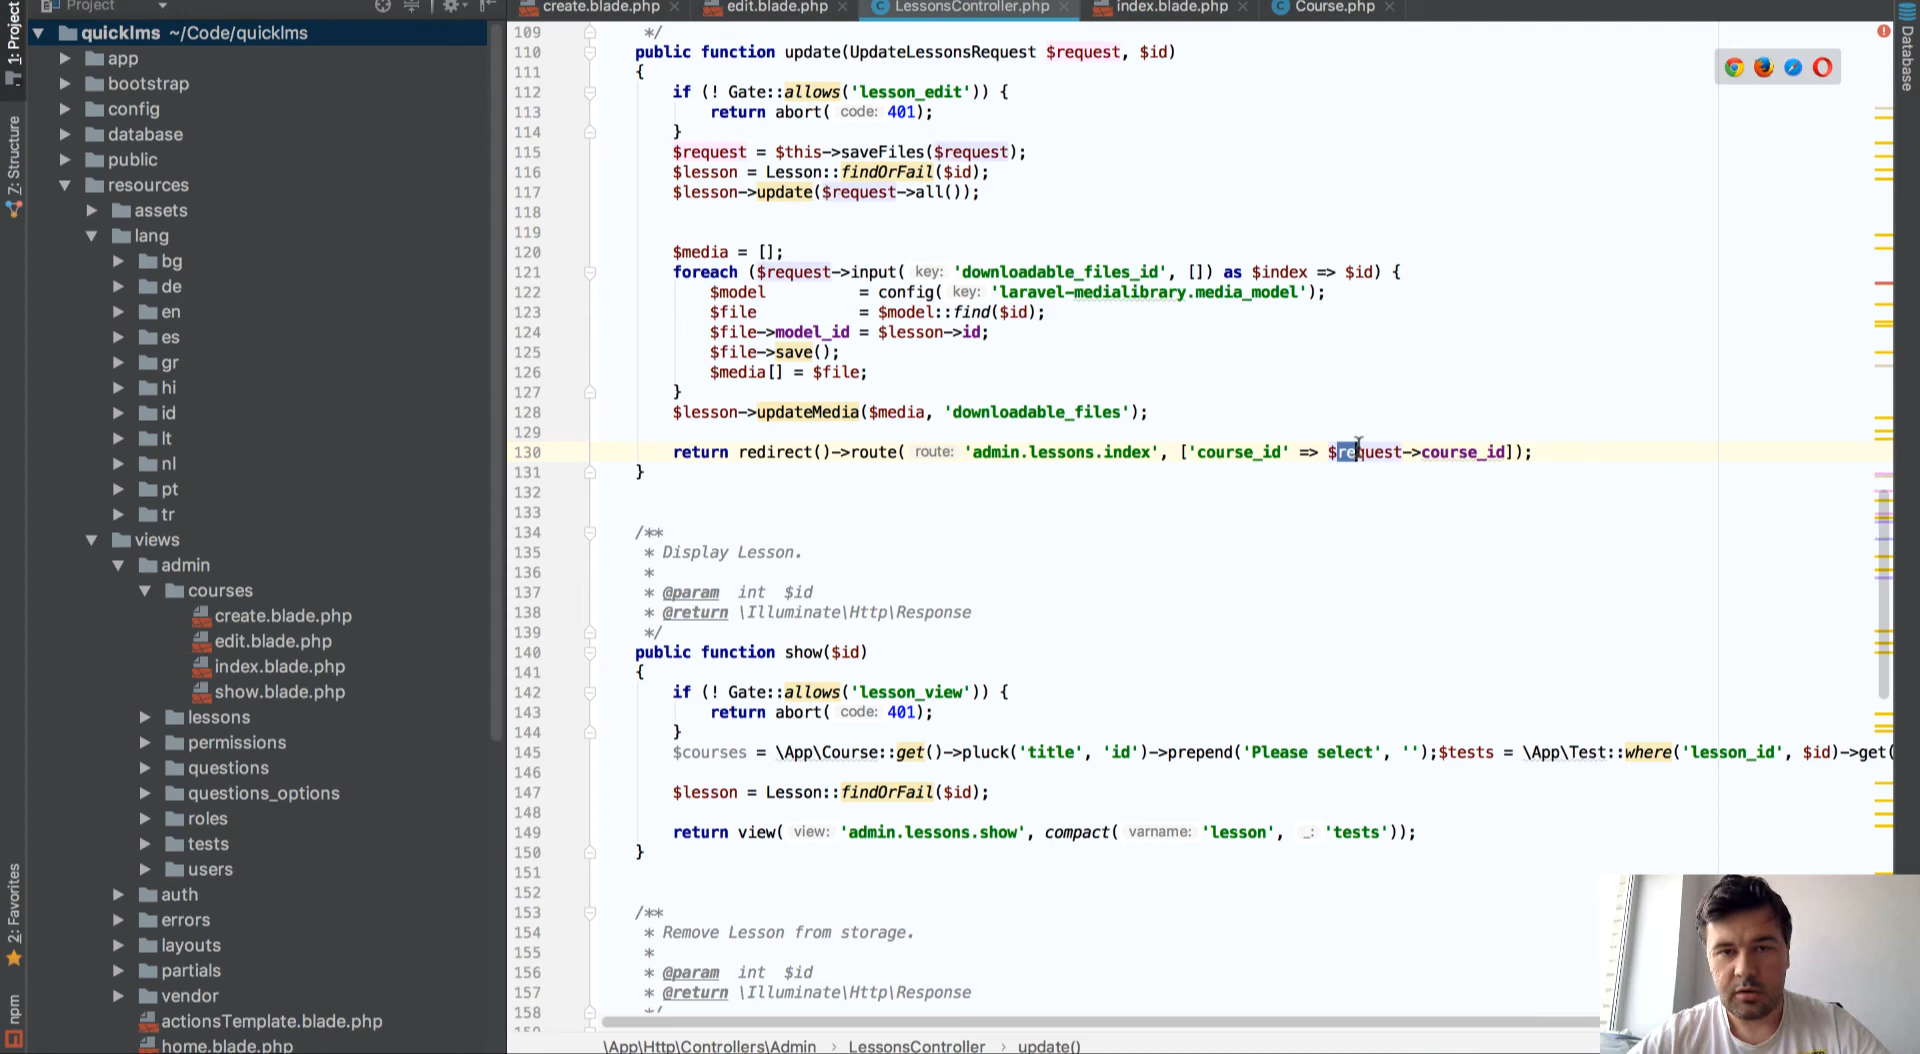 Project
create.blade.php
edit.blade.php
LessonsController.php
index.blade.php
Course.php
1: Project
7: Structure
2: Favorites
npm
Database
quicklms ~/Code/quicklms
app
bootstrap
config
database
public
resources
assets
lang
bg
de
en
es
gr
hi
id
lt
nl
pt
tr
views
admin
courses
create.blade.php
edit.blade.php
index.blade.php
show.blade.php
lessons
permissions
questions
questions_options
roles
tests
users
auth
errors
layouts
partials
vendor
actionsTemplate.blade.php
home.blade.php
109 */
110 public function update(UpdateLessonsRequest $request, $id)
111 {
112 if (! Gate::allows('lesson_edit')) {
113 return abort( code: 401);
114 }
115 $request = $this->saveFiles($request);
116 $lesson = Lesson::findOrFail($id);
117 $lesson->update($request->all());
118
119
120 $media = [];
121 foreach ($request->input( key: 'downloadable_files_id', []) as $index => $id) {
122 $model = config( key: 'laravel-medialibrary.media_model');
123 $file = $model::find($id);
124 $file->model_id = $lesson->id;
125 $file->save();
126 $media[] = $file;
127 }
128 $lesson->updateMedia($media, 'downloadable_files');
129
130 return redirect()->route( route: 'admin.lessons.index', ['course_id' => $request->course_id]);
131 }
132
133
134 /**
135 * Display Lesson.
136 *
137 * @param int $id
138 * @return \Illuminate\Http\Response
139 */
140 public function show($id)
141 {
142 if (! Gate::allows('lesson_view')) {
143 return abort( code: 401);
144 }
145 $courses = \App\Course::get()->pluck('title', 'id')->prepend('Please select', '');$tests = \App\Test::where('lesson_id', $id)->get(
146
147 $lesson = Lesson::findOrFail($id);
148
149 return view( view: 'admin.lessons.show', compact( varname: 'lesson', _: 'tests'));
150 }
151
152
153 /**
154 * Remove Lesson from storage.
155 *
156 * @param int $id
157 * @return \Illuminate\Http\Response
158 */
\App\Http\Controllers\Admin › LessonsController › update()